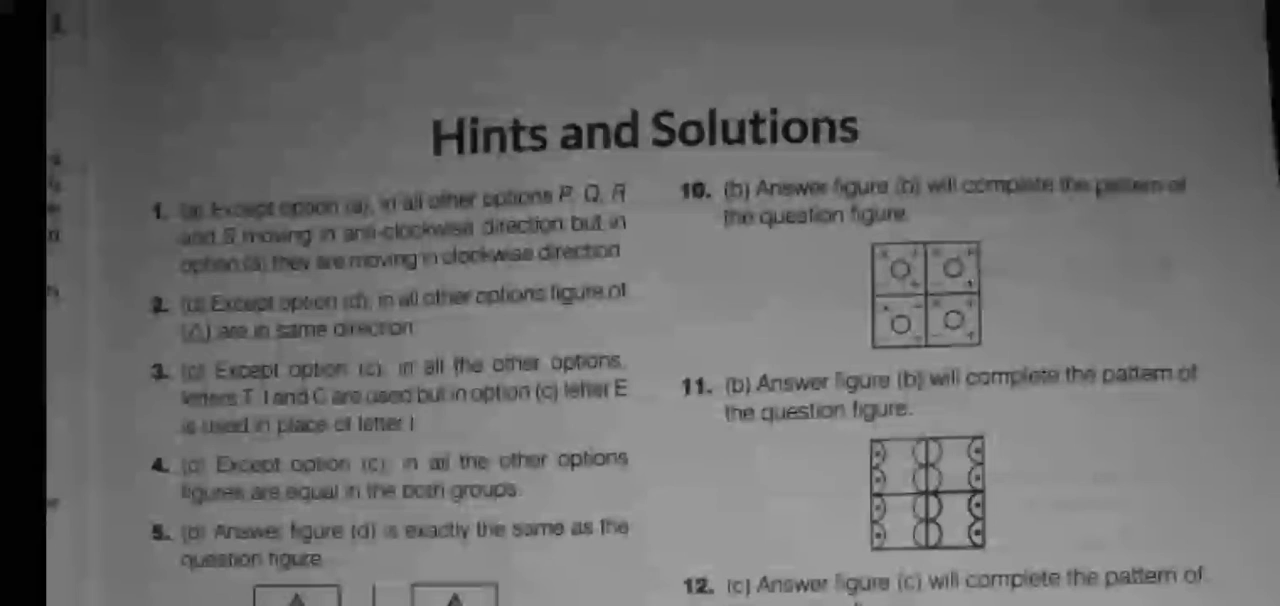 Hints and Solutions
1. (a) Except option (a), in all other options P, Q, R
and S moving in anti-clockwise direction but in
option (a) they are moving in clockwise direction
2. (d) Except option (d), in all other options figure of
(△) are in same direction
3. (c) Except option (c), in all the other options,
letters T, I and C are used but in option (c) letter E
is used in place of letter I
4. Except option (c), in all the other options
figures are equal in the both groups
5. Answer figure (d) is exactly the same as the
question figure
10. (b) Answer figure (b) will complete the pattern of
the question figure.
11. (b) Answer figure (b) will complete the pattern of
the question figure.
12. (c) Answer figure (c) will complete the pattern of